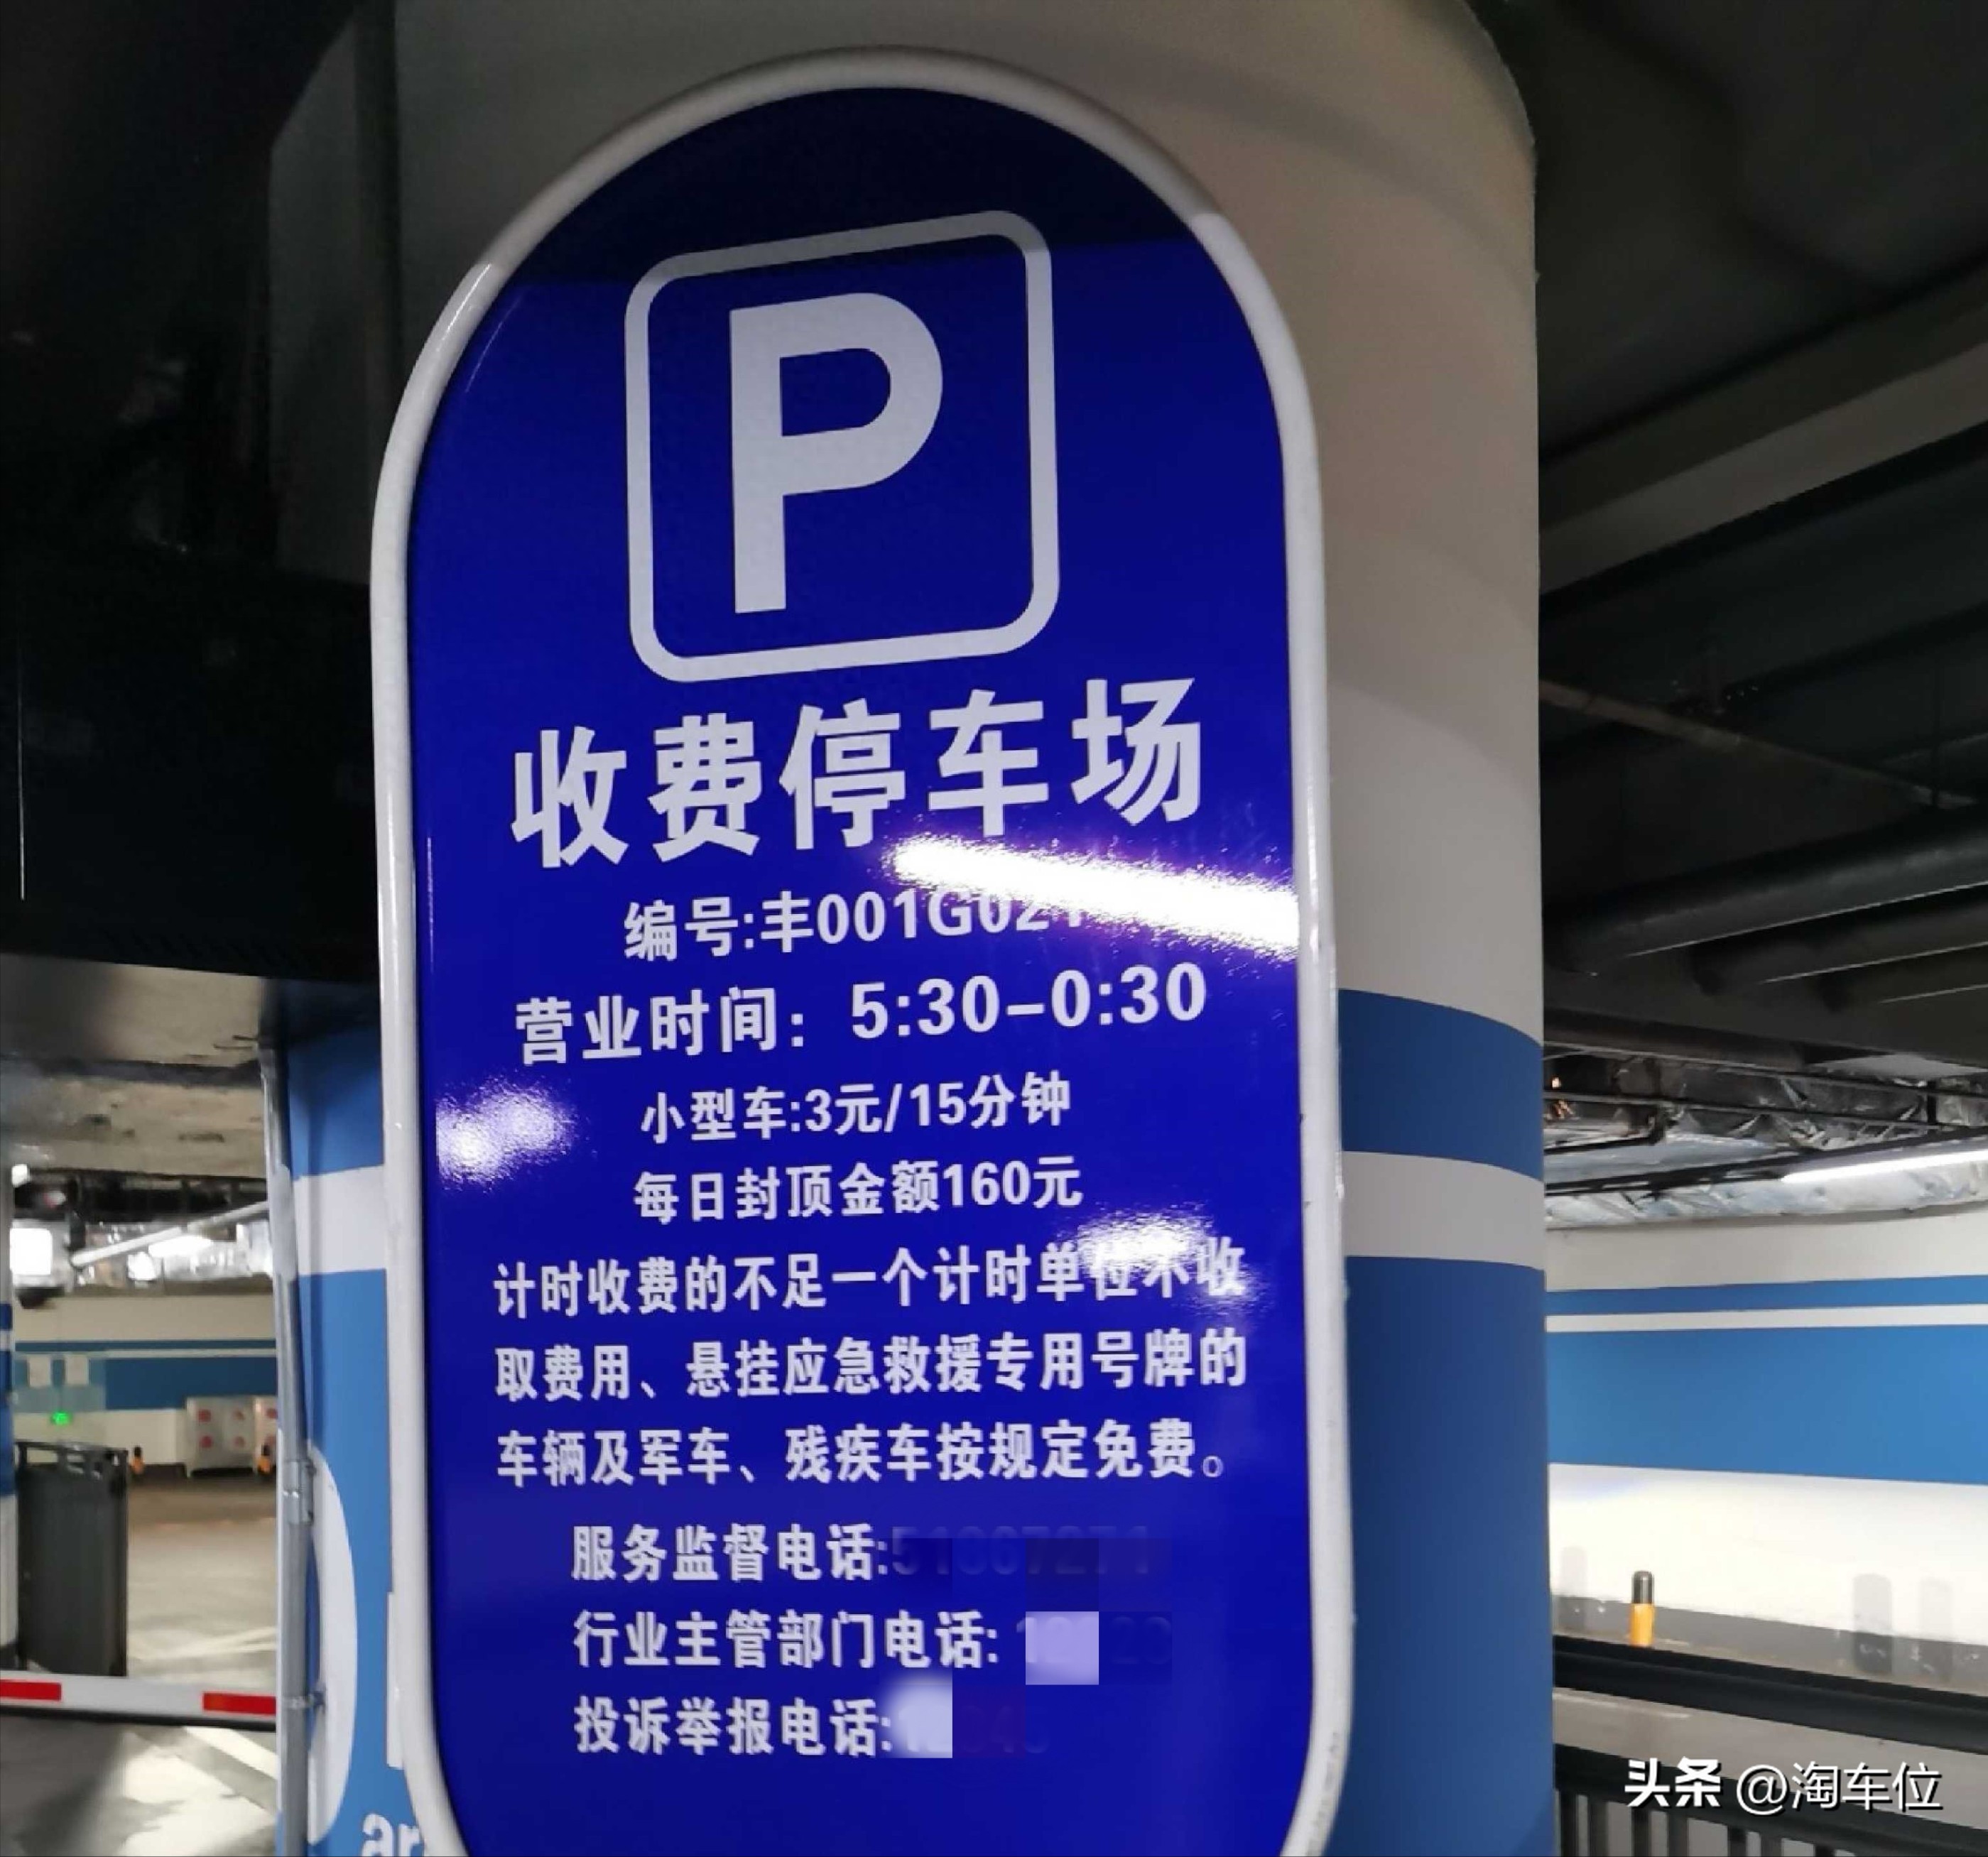 P
收费停车场
编号:丰001G02
营业时间：5:30-0:30
小型车:3元/15分钟
每日封顶金额160元
计时收费的不足一个计时单位不收
取费用、悬挂应急救援专用号牌的
车辆及军车、残疾车按规定免费。
服务监督电话:
行业主管部门电话:
投诉举报电话:
ar
头条 @淘车位